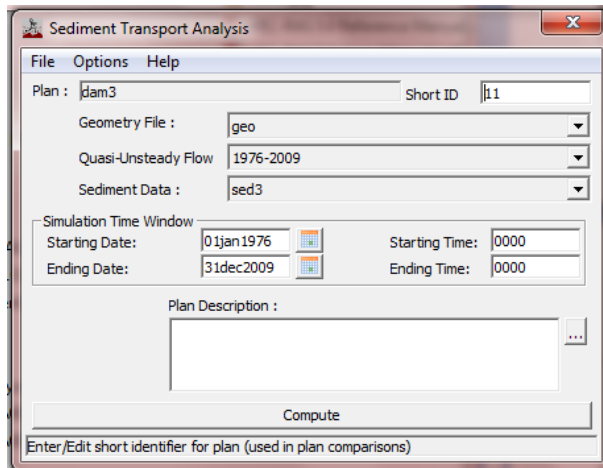 Sediment Transport Analysis
File Options Help
Plan : dam3 Short ID 11
Geometry File : geo
Quasi-Unsteady Flow 1976-2009
Sediment Data : sed3
Simulation Time Window
Starting Date: 01jan1976 Starting Time: 0000
Ending Date: 31dec2009 Ending Time: 0000
Plan Description :
...
Compute
Enter/Edit short identifier for plan (used in plan comparisons)